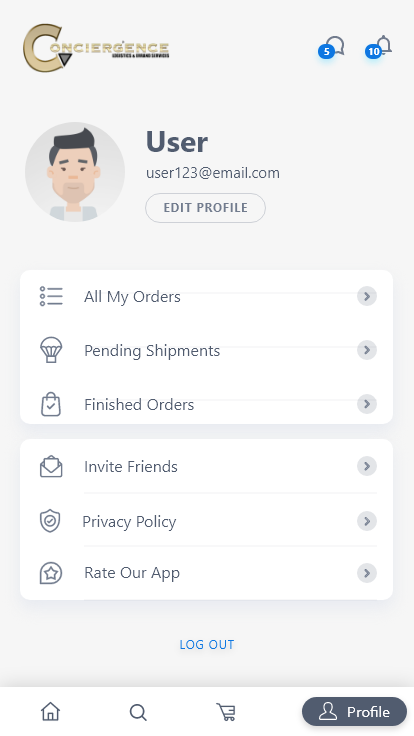 CONCIERGENCE
LOGISTICS & ERRAND SERVICES
5
10
User
user123@email.com
EDIT PROFILE
All My Orders
Pending Shipments
Finished Orders
Invite Friends
Privacy Policy
Rate Our App
LOG OUT
Profile